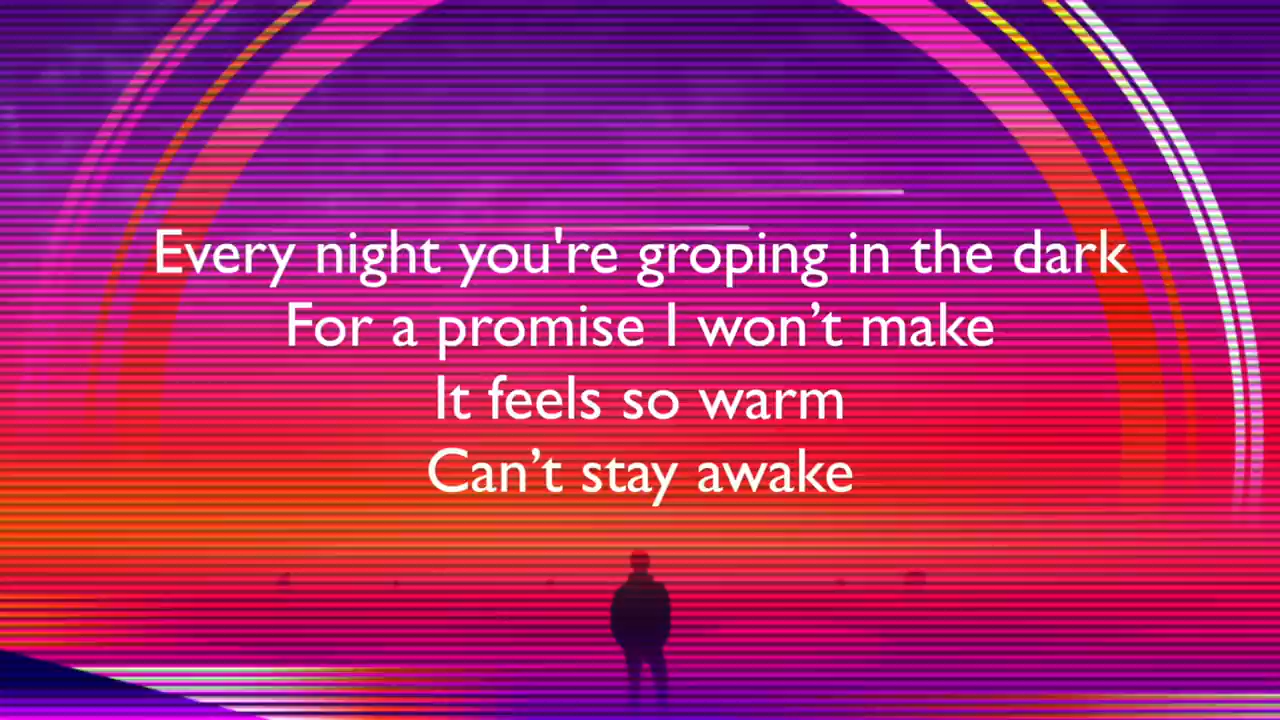 Every night you're groping in the dark
For a promise I won’t make
It feels so warm
Can’t stay awake